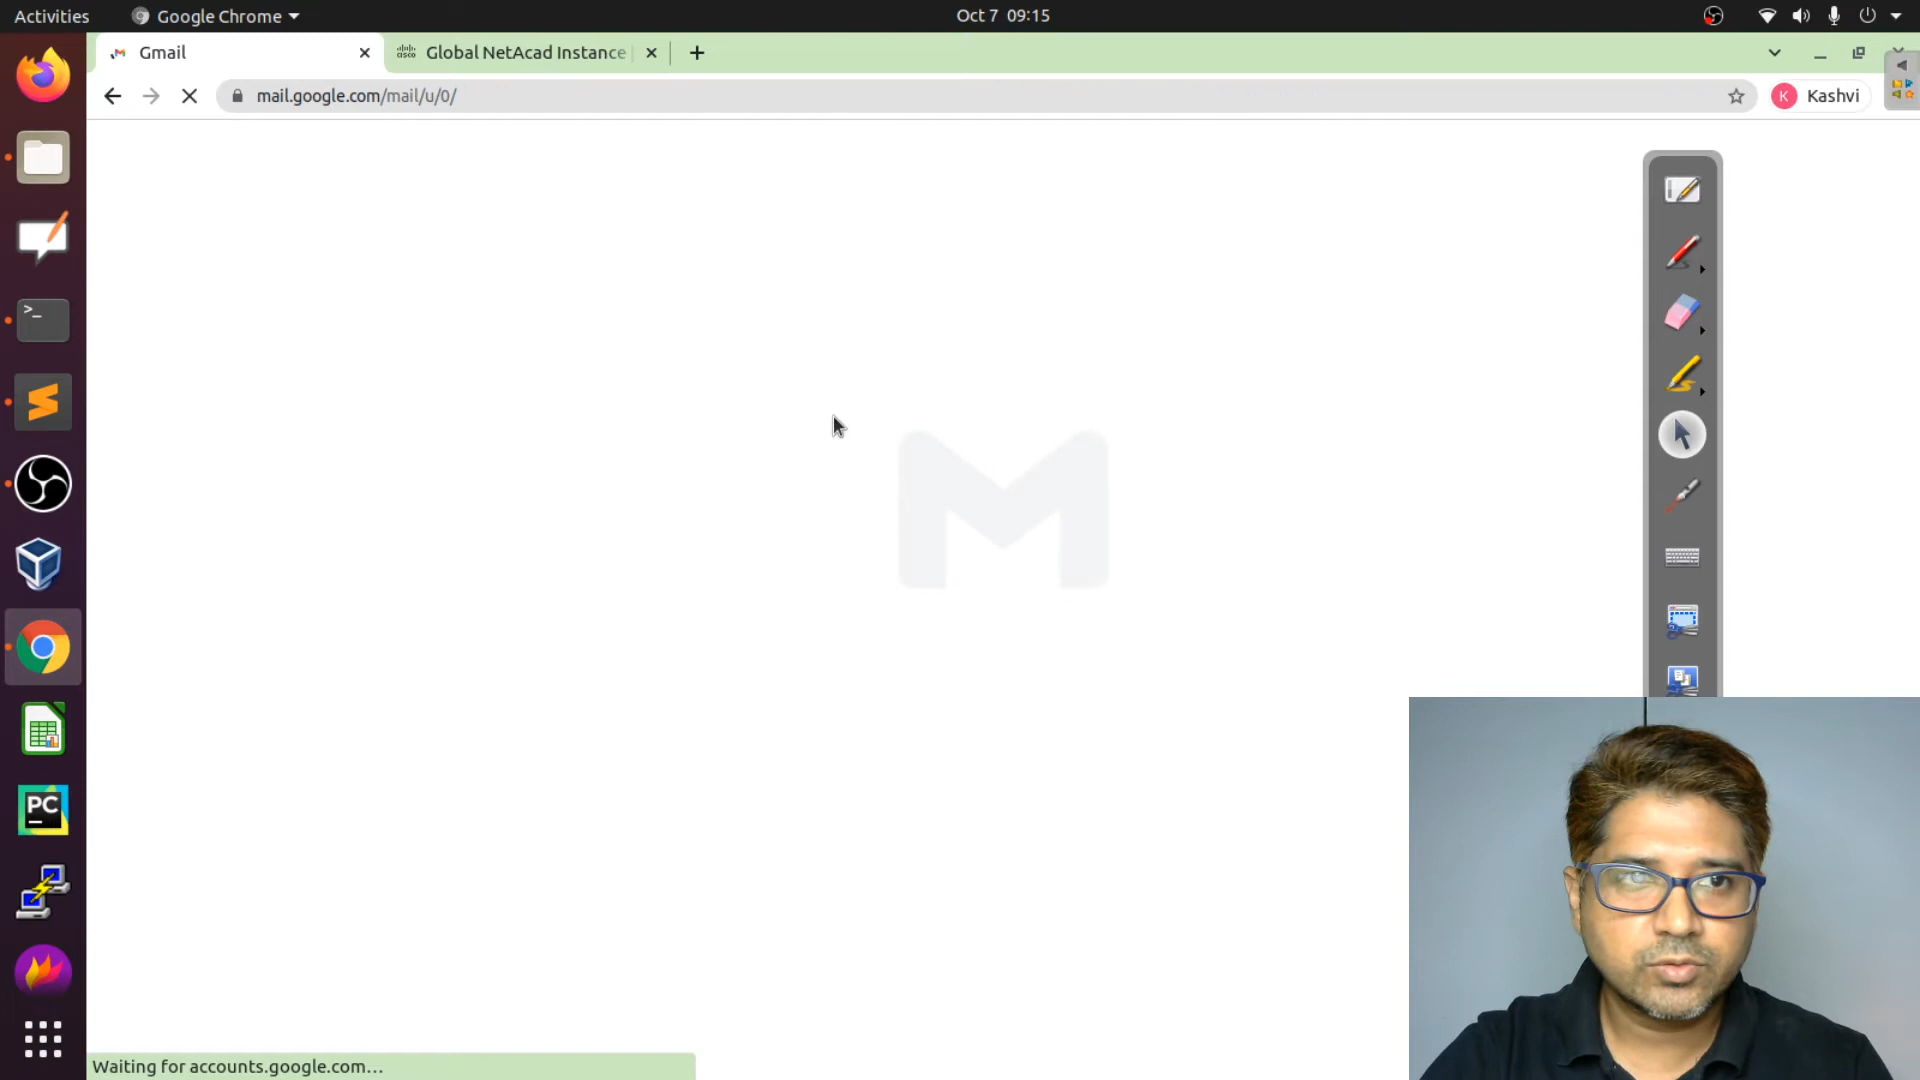 Activities
Google Chrome
Oct 7 09:15
Gmail
Global NetAcad Instance
mail.google.com/mail/u/0/
K
Kashvi
>_
PC
Waiting for accounts.google.com...